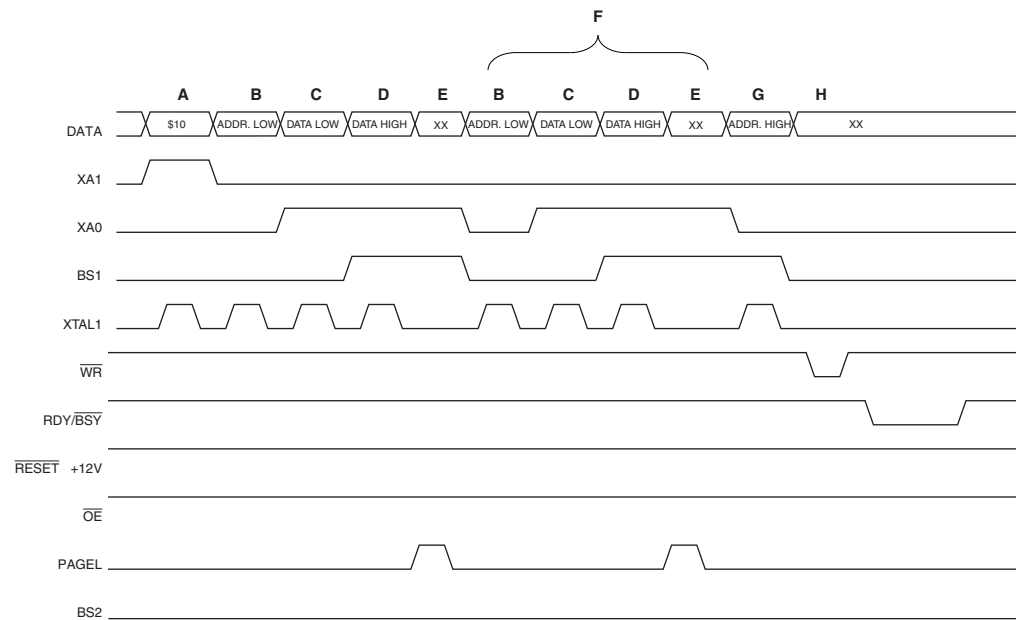 F
A B C D E B C D E G H
DATA $10 ADDR. LOW DATA LOW DATA HIGH XX ADDR. LOW DATA LOW DATA HIGH XX ADDR. HIGH XX
XA1
XA0
BS1
XTAL1
WR
RDY/BSY
RESET +12V
OE
PAGEL
BS2